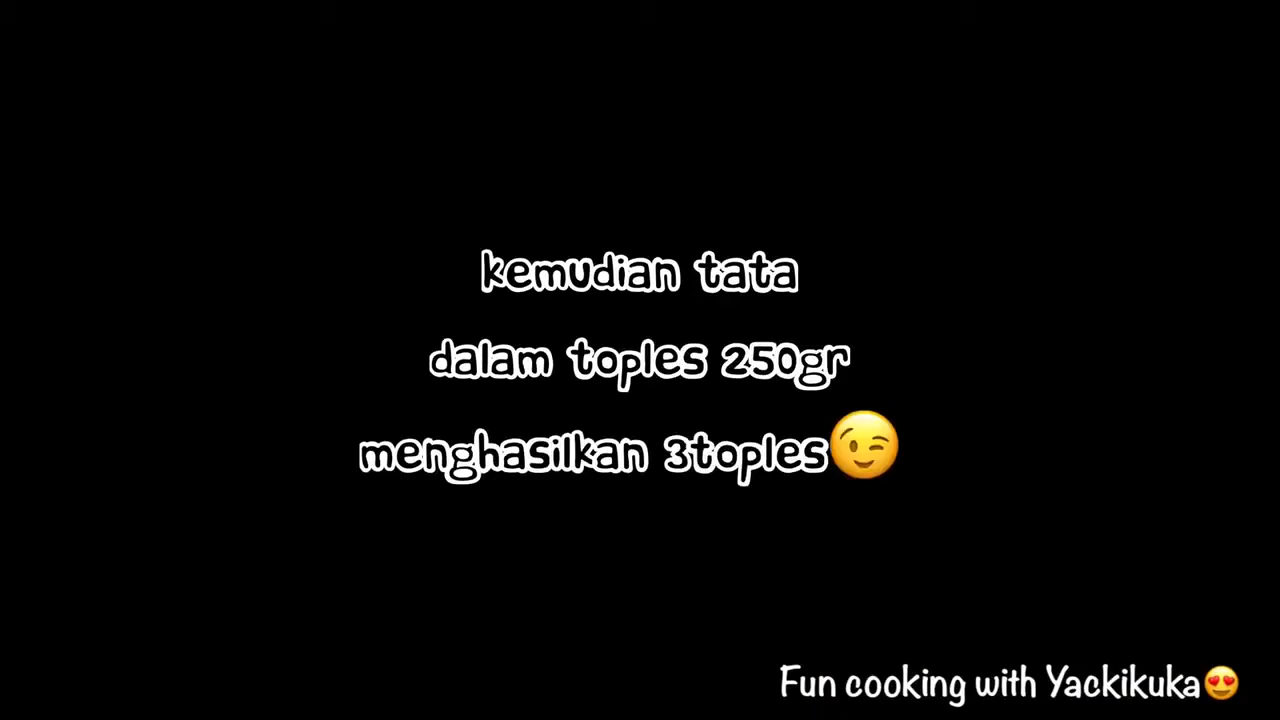 kemudian tata
dalam toples 250gr
menghasilkan 3toples😉
Fun cooking with Yackikuka😍